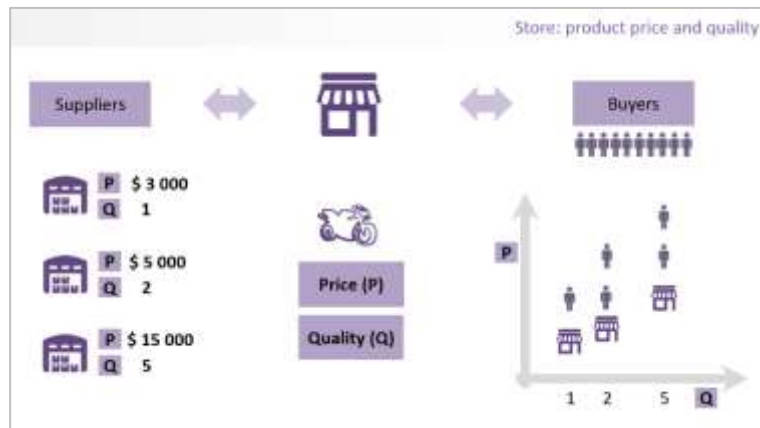 Store: product price and quality
Suppliers
Buyers
P $ 3 000
Q 1
P $ 5 000
Q 2
P $ 15 000
Q 5
Price (P)
Quality (Q)
P
1 2 5 Q